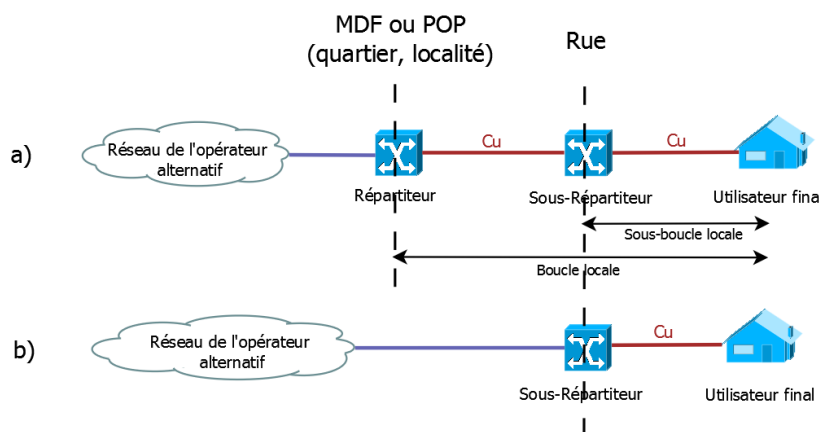 MDF ou POP
(quartier, localité)
Rue
a)
Réseau de l'opérateur
alternatif
Cu
Cu
Répartiteur
Sous-Répartiteur
Utilisateur fina
Sous-boucle locale
Boucle locale
b)
Réseau de l'opérateur
alternatif
Cu
Sous-Répartiteur
Utilisateur final